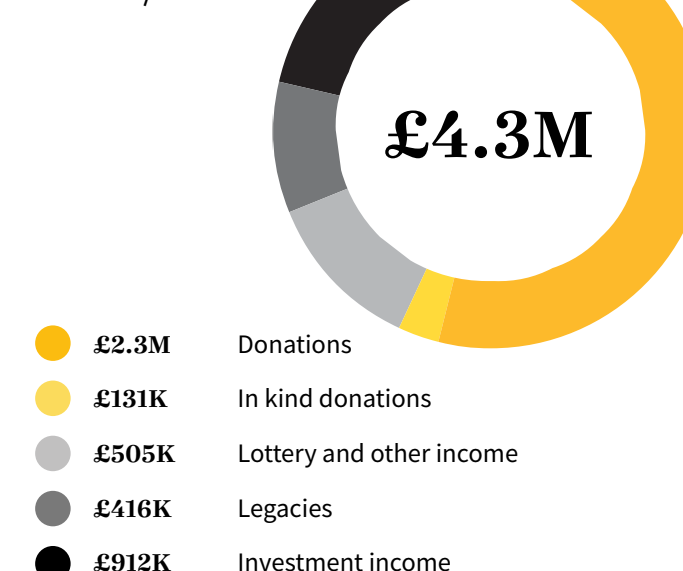 £4.3M
£2.3M Donations
£131K In kind donations
£505K Lottery and other income
£416K Legacies
£912K Investment income